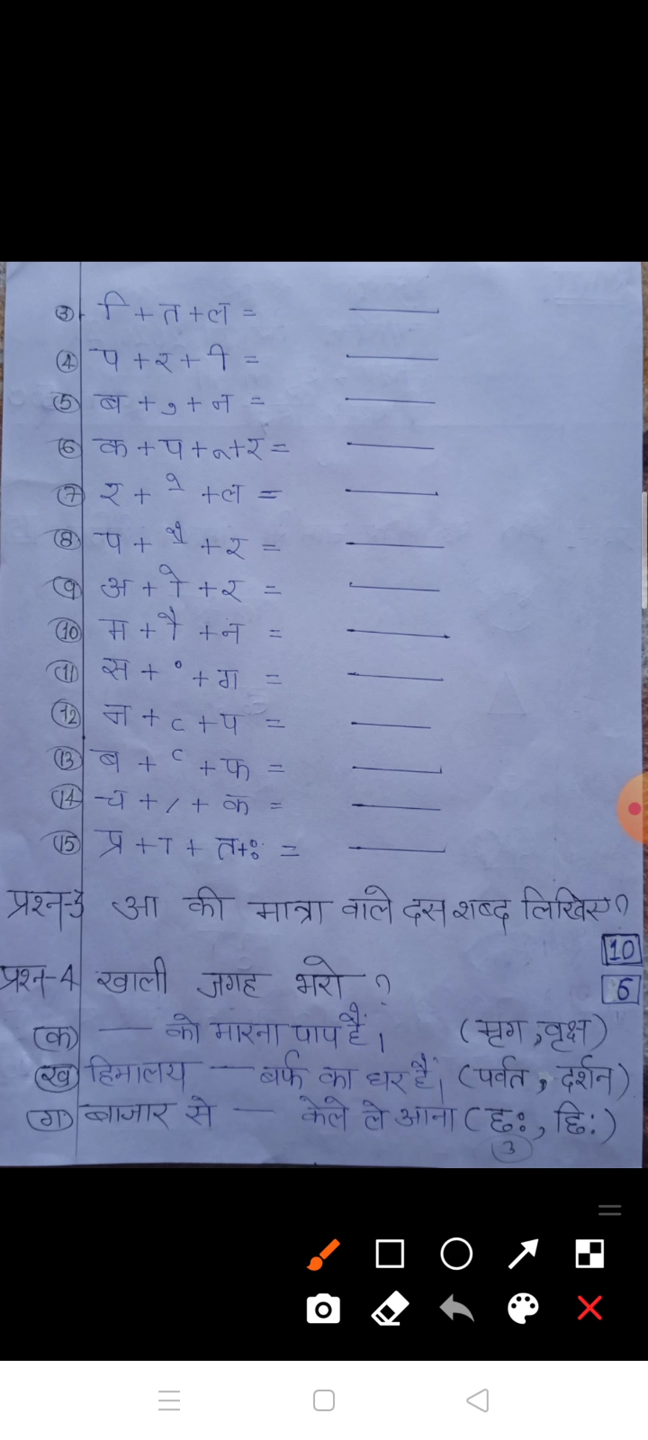 ③ ि + त + ल =
④ प + र + ी =
⑤ ब + ु + न =
⑥ क + प + ू + र =
⑦ र + े + ल =
⑧ प + ै + र =
⑨ अ + ो + र =
⑩ म + ौ + न =
⑪ स + ं + ग =
⑫ न + ृ + प =
⑬ ब + र् + फ =
⑭ च + ्र + क =
⑮ प्र + ा + त + ः =
प्रश्न-3 आ की मात्रा वाले दस शब्द लिखिए?
10
प्रश्न-4 खाली जगह भरो ? 6
(क) — को मारना पाप हैं। (मृग, वृक्ष)
(ख) हिमालय — बर्फ का घर हैं। (पर्वत, दर्शन)
(ग) बाजार से — केले ले आना (छः, छि:)
3